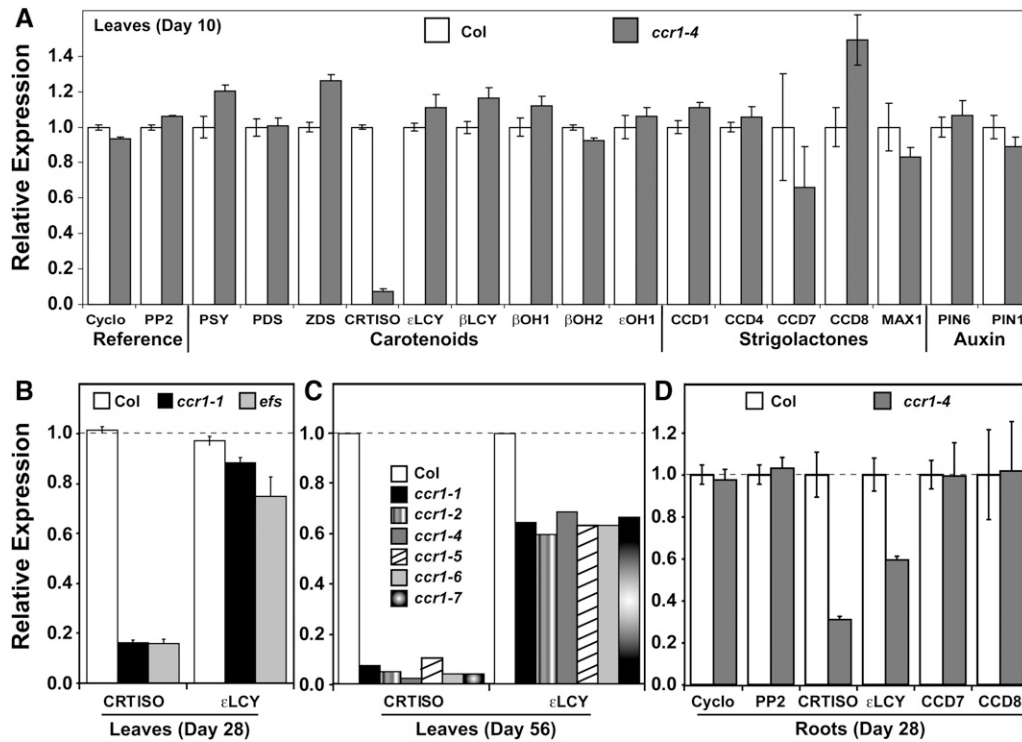 A
Leaves (Day 10)
Col
ccr1-4
Relative Expression
1.4
1.2
1.0
0.8
0.6
0.4
0.2
0.0
Cyclo PP2 PSY PDS ZDS CRTISO εLCY βLCY βOH1 βOH2 εOH1 CCD1 CCD4 CCD7 CCD8 MAX1 PIN6 PIN1
Reference Carotenoids Strigolactones Auxin
B
Col ccr1-1 efs
Relative Expression
1.0
0.8
0.6
0.4
0.2
0.0
CRTISO εLCY
Leaves (Day 28)
C
1.0
0.8
0.6
0.4
0.2
0.0
Col
ccr1-1
ccr1-2
ccr1-4
ccr1-5
ccr1-6
ccr1-7
CRTISO εLCY
Leaves (Day 56)
D
Col ccr1-4
1.2
1.0
0.8
0.6
0.4
0.2
0.0
Cyclo PP2 CRTISO εLCY CCD7 CCD8
Roots (Day 28)